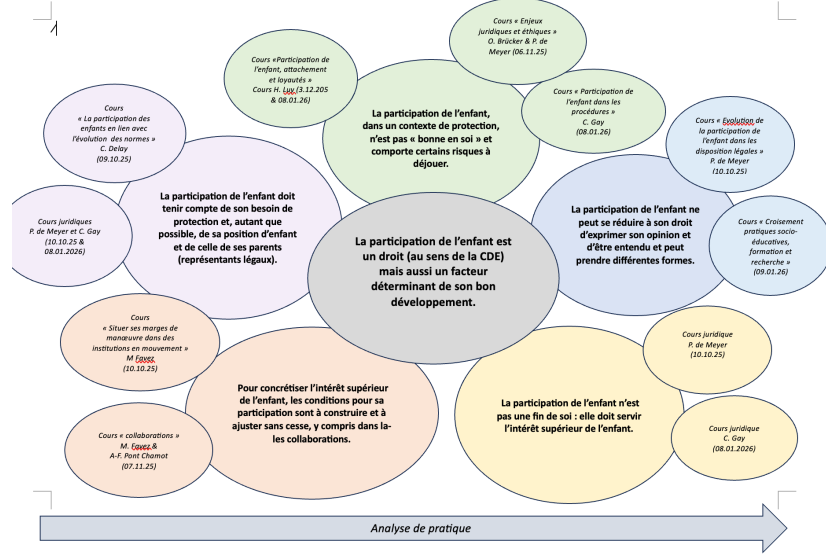 Cours « Enjeux
juridiques et éthiques »
O. Brücker & P. de
Meyer (06.11.25)
Cours «Participation de
l'enfant, attachement
et loyautés »
Cours H. Luy (3.12.205
& 08.01.26)
Cours « Participation de
l'enfant dans les
procédures »
C. Gay
(08.01.26)
La participation de l'enfant,
dans un contexte de protection,
n'est pas « bonne en soi » et
comporte certains risques à
déjouer.
Cours
« La participation des
enfants en lien avec
l'évolution des normes »
C. Delay
(09.10.25)
Cours juridiques
P. de Meyer et C. Gay
(10.10.25 &
08.01.2026)
La participation de l'enfant doit
tenir compte de son besoin de
protection et, autant que
possible, de sa position d'enfant
et de celle de ses parents
(représentants légaux).
Cours « Evolution de
la participation de
l'enfant dans les
disposition légales »
P. de Meyer
(10.10.25)
Cours « Croisement
pratiques socio-
éducatives,
formation et
recherche »
(09.01.26)
La participation de l'enfant ne
peut se réduire à son droit
d'exprimer son opinion et
d'être entendu et peut
prendre différentes formes.
La participation de l'enfant est
un droit (au sens de la CDE)
mais aussi un facteur
déterminant de son bon
développement.
Cours
« Situer ses marges de
manœuvre dans des
institutions en mouvement »
M Fayez
(10.10.25)
Cours « collaborations »
M. Fayez &
A-F. Pont Chamot
(07.11.25)
Pour concrétiser l'intérêt supérieur
de l'enfant, les conditions pour sa
participation sont à construire et à
ajuster sans cesse, y compris dans la-
les collaborations.
La participation de l'enfant n'est
pas une fin de soi : elle doit servir
l'intérêt supérieur de l'enfant.
Cours juridique
P. de Meyer
(10.10.25)
Cours juridique
C. Gay
(08.01.2026)
Analyse de pratique